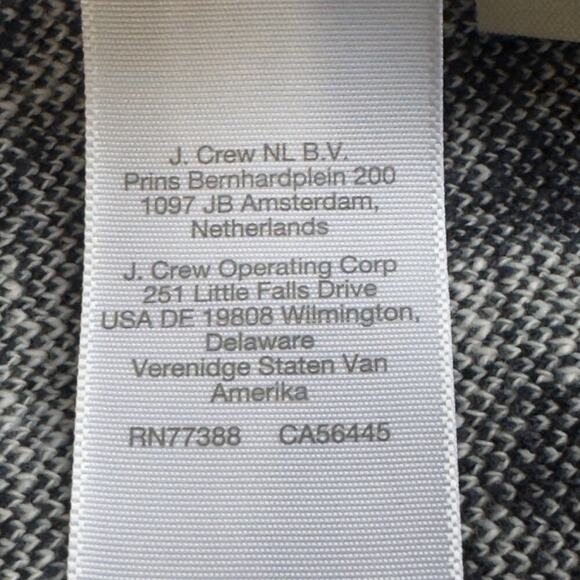 J. Crew NL B.V.
Prins Bernhardplein 200
1097 JB Amsterdam,
Netherlands
J. Crew Operating Corp
251 Little Falls Drive
USA DE 19808 Wilmington,
Delaware
Verenidge Staten Van
Amerika
RN77388 CA56445